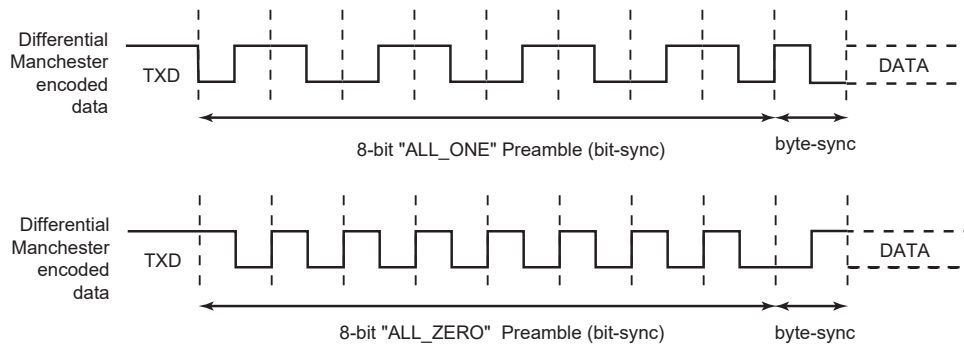 Differential
Manchester
encoded
data
TXD
DATA
8-bit "ALL_ONE" Preamble (bit-sync)
byte-sync
Differential
Manchester
encoded
data
TXD
DATA
8-bit "ALL_ZERO" Preamble (bit-sync)
byte-sync